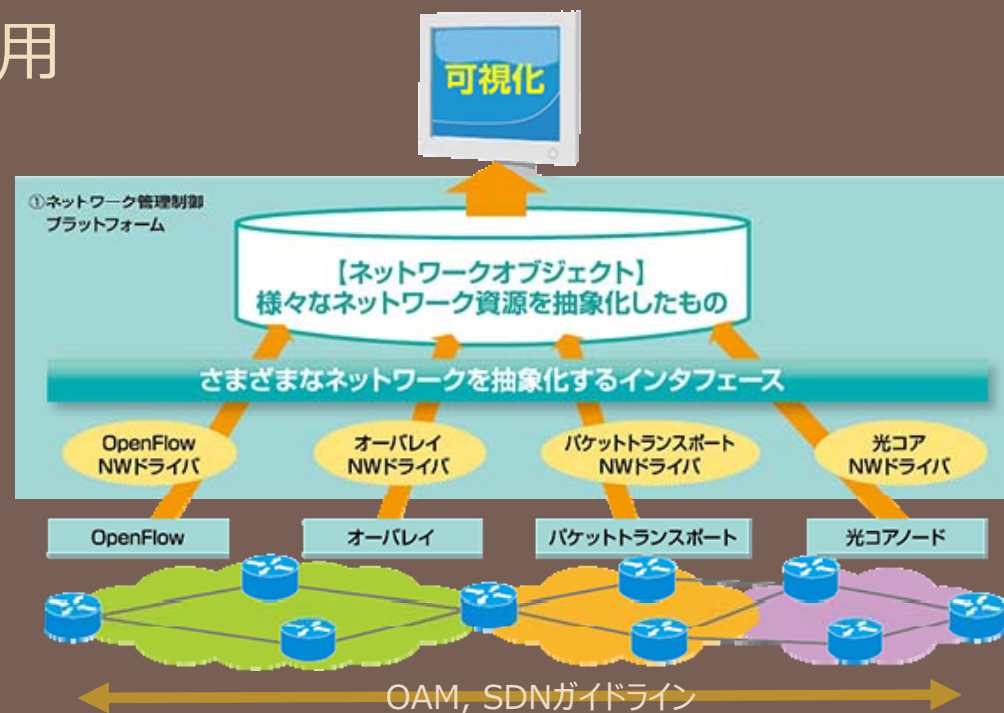 用
可視化
①ネットワーク管理制御
プラットフォーム
【ネットワークオブジェクト】
様々なネットワーク資源を抽象化したもの
さまざまなネットワークを抽象化するインタフェース
OpenFlow
NWドライバ
オーバレイ
NWドライバ
パケットトランスポート
NWドライバ
光コア
NWドライバ
OpenFlow
オーバレイ
パケットトランスポート
光コアノード
OAM, SDNガイドライン